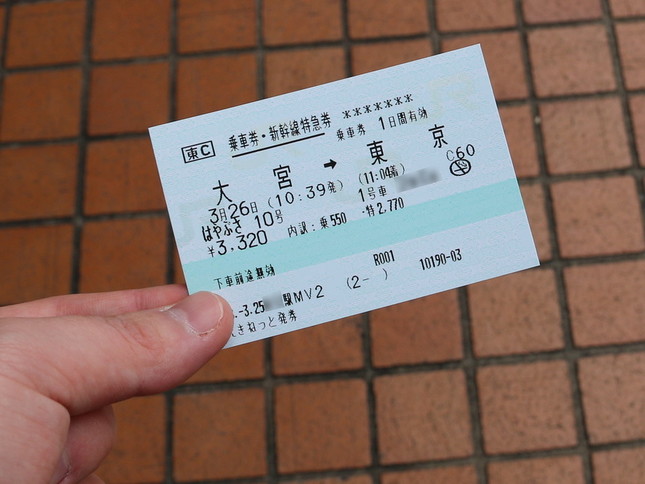 東C 乗車券・新幹線特急券 *******
乗車券 1日間有効
大宮 → 東京
3月26日 (10:39発) (11:04着) C60
はやぶさ 10号 1号車
¥3,320 内訳:乗550・特2,770
下車前途無効
R001
.-3.25 駅MV2 (2- ) 10190-03
きねっと発券